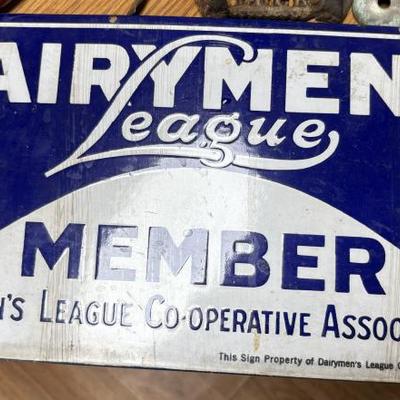 AIRYMEN
League
MEMBER
N'S LEAGUE CO-OPERATIVE ASSOC
This Sign Property of Dairymen's League C